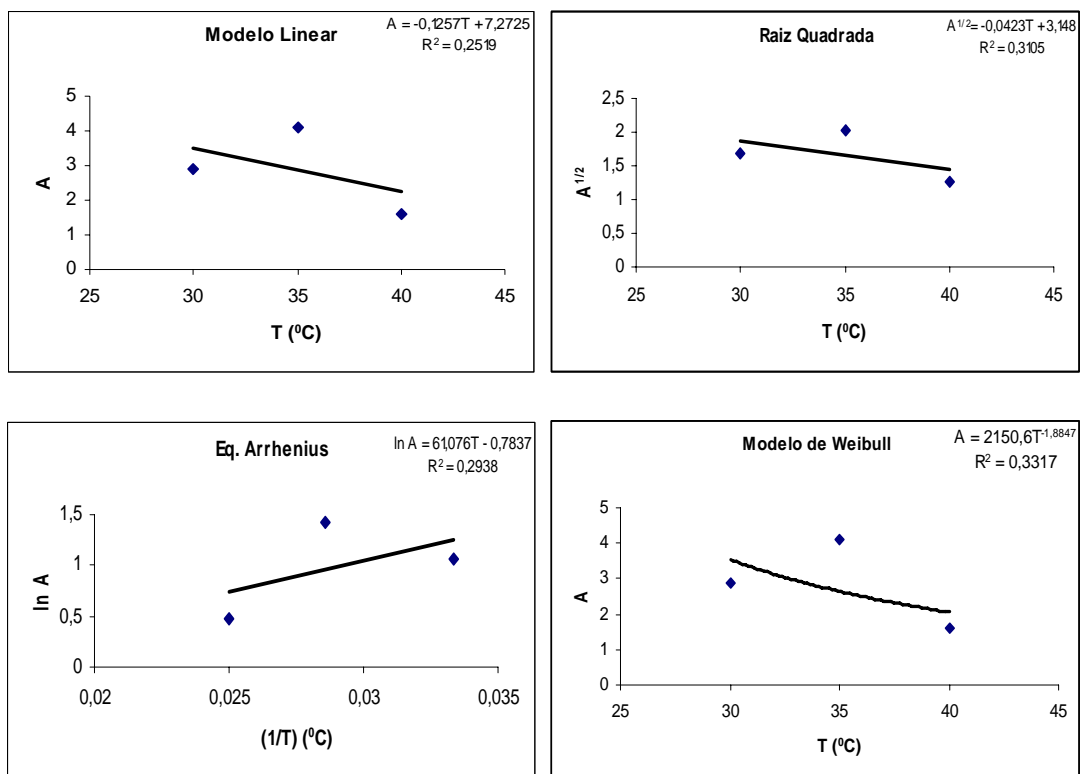 Modelo Linear
A = -0,1257T + 7,2725
R² = 0,2519
5
4
3
2
1
0
A
25 30 35 40 45
T (⁰C)
Raiz Quadrada
A^1/2 = -0,0423T + 3,148
R² = 0,3105
2,5
2
1,5
1
0,5
0
A^1/2
25 30 35 40 45
T (⁰C)
Eq. Arrhenius
ln A = 61,076T - 0,7837
R² = 0,2938
1,5
1
0,5
0
ln A
0,02 0,025 0,03 0,035
(1/T) (⁰C)
Modelo de Weibull
A = 2150,6T^-1,8847
R² = 0,3317
5
4
3
2
1
0
A
25 30 35 40 45
T (⁰C)